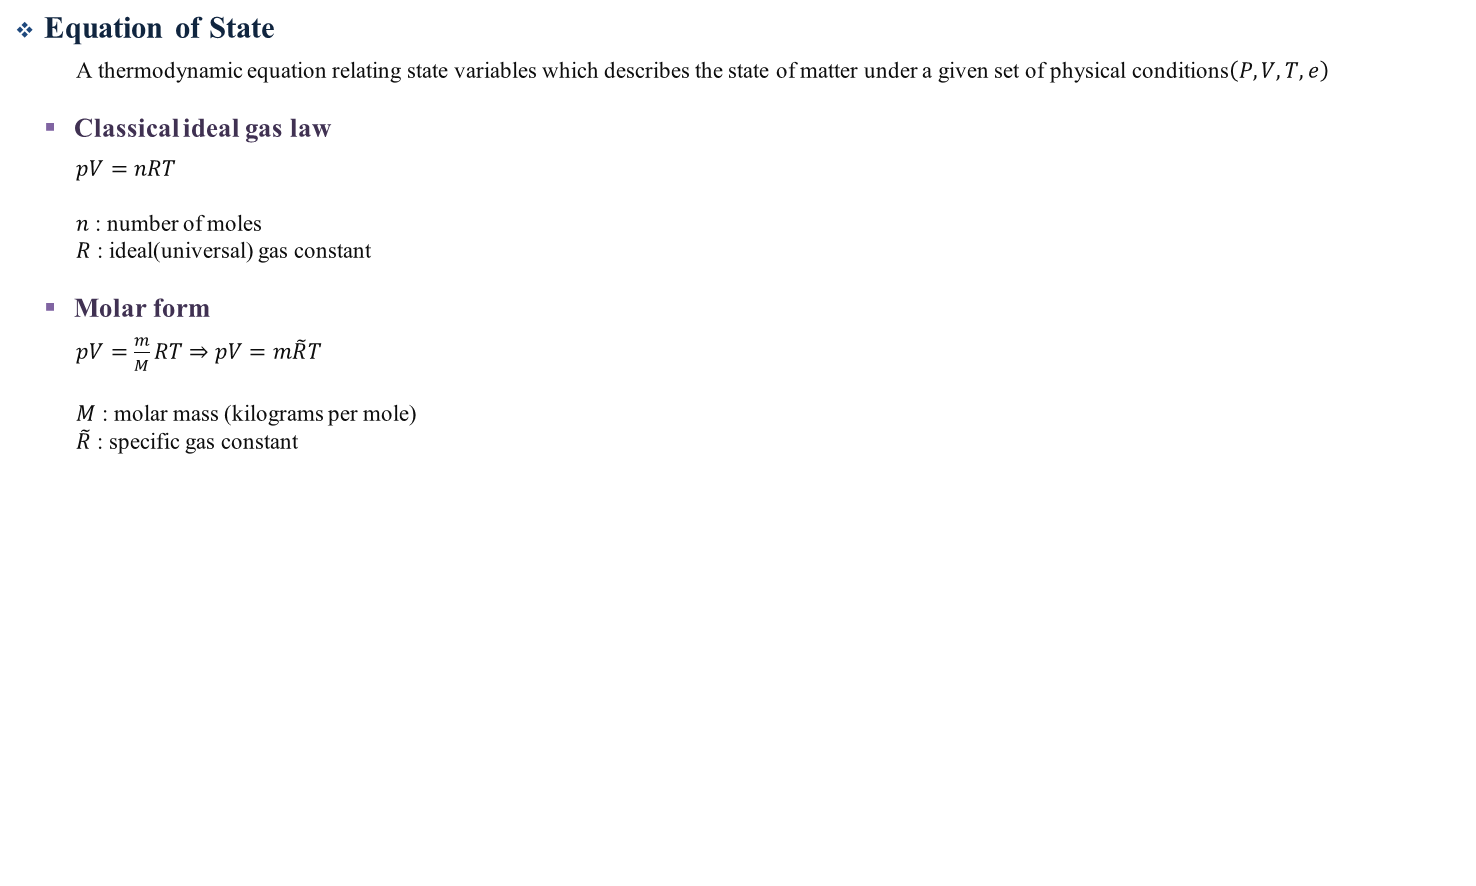 ❖ Equation of State
A thermodynamic equation relating state variables which describes the state of matter under a given set of physical conditions(P, V, T, e)
▪ Classical ideal gas law
pV = nRT
n : number of moles
R : ideal(universal) gas constant
▪ Molar form
pV = m/M RT ⇒ pV = mR̃T
M : molar mass (kilograms per mole)
R̃ : specific gas constant